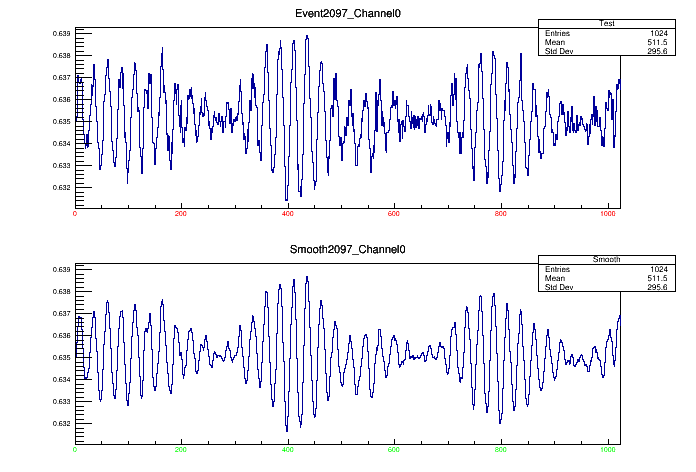 Event2097_Channel0
Test
Entries 1024
Mean 511.5
Std Dev 295.6
0.639
0.638
0.637
0.636
0.635
0.634
0.633
0.632
0 200 400 600 800 1000
Smooth2097_Channel0
Smooth
Entries 1024
Mean 511.5
Std Dev 295.6
0.639
0.638
0.637
0.636
0.635
0.634
0.633
0.632
0 200 400 600 800 1000